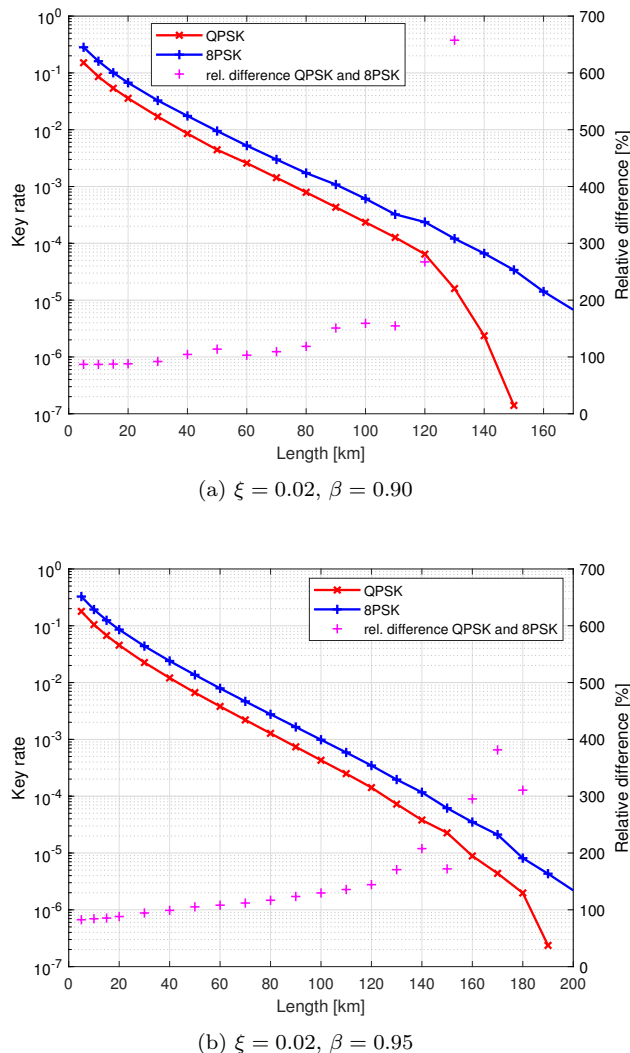 QPSK
8PSK
rel. difference QPSK and 8PSK
Key rate
10^0
10^-1
10^-2
10^-3
10^-4
10^-5
10^-6
10^-7
Relative difference [%]
700
600
500
400
300
200
100
0
0 20 40 60 80 100 120 140 160
Length [km]
(a) ξ = 0.02, β = 0.90
QPSK
8PSK
rel. difference QPSK and 8PSK
Key rate
10^0
10^-1
10^-2
10^-3
10^-4
10^-5
10^-6
10^-7
Relative difference [%]
700
600
500
400
300
200
100
0
0 20 40 60 80 100 120 140 160 180 200
Length [km]
(b) ξ = 0.02, β = 0.95